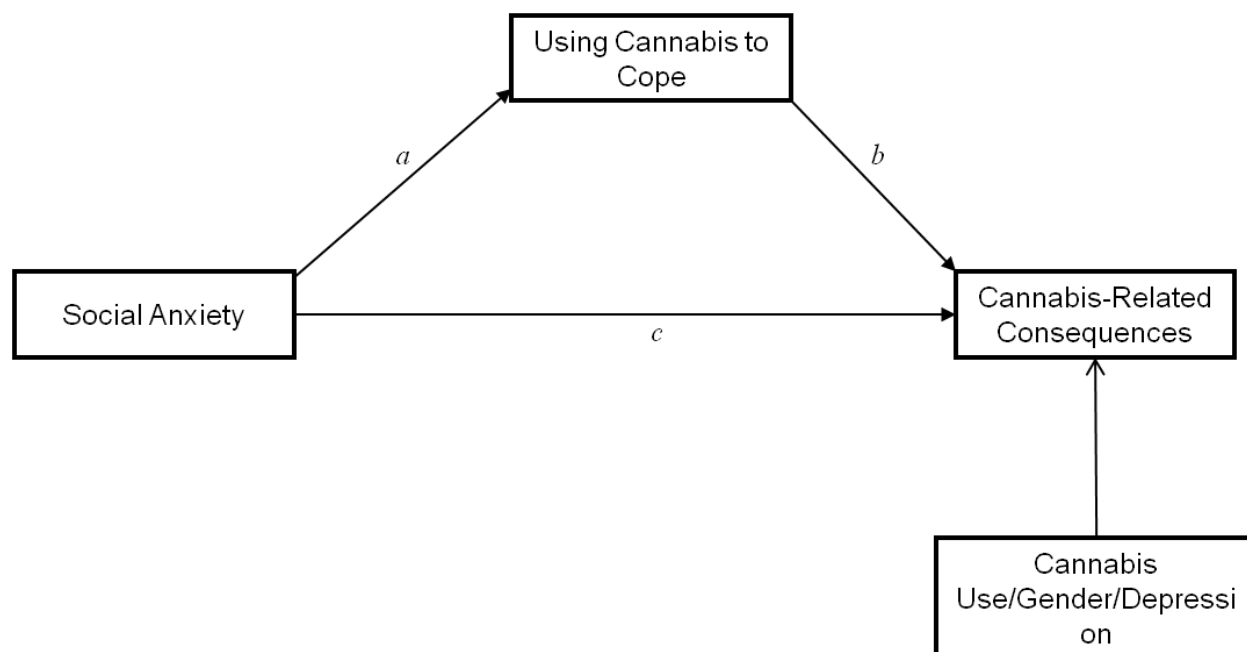 Using Cannabis to
Cope
a
b
Social Anxiety
c
Cannabis-Related
Consequences
Cannabis
Use/Gender/Depressi
on